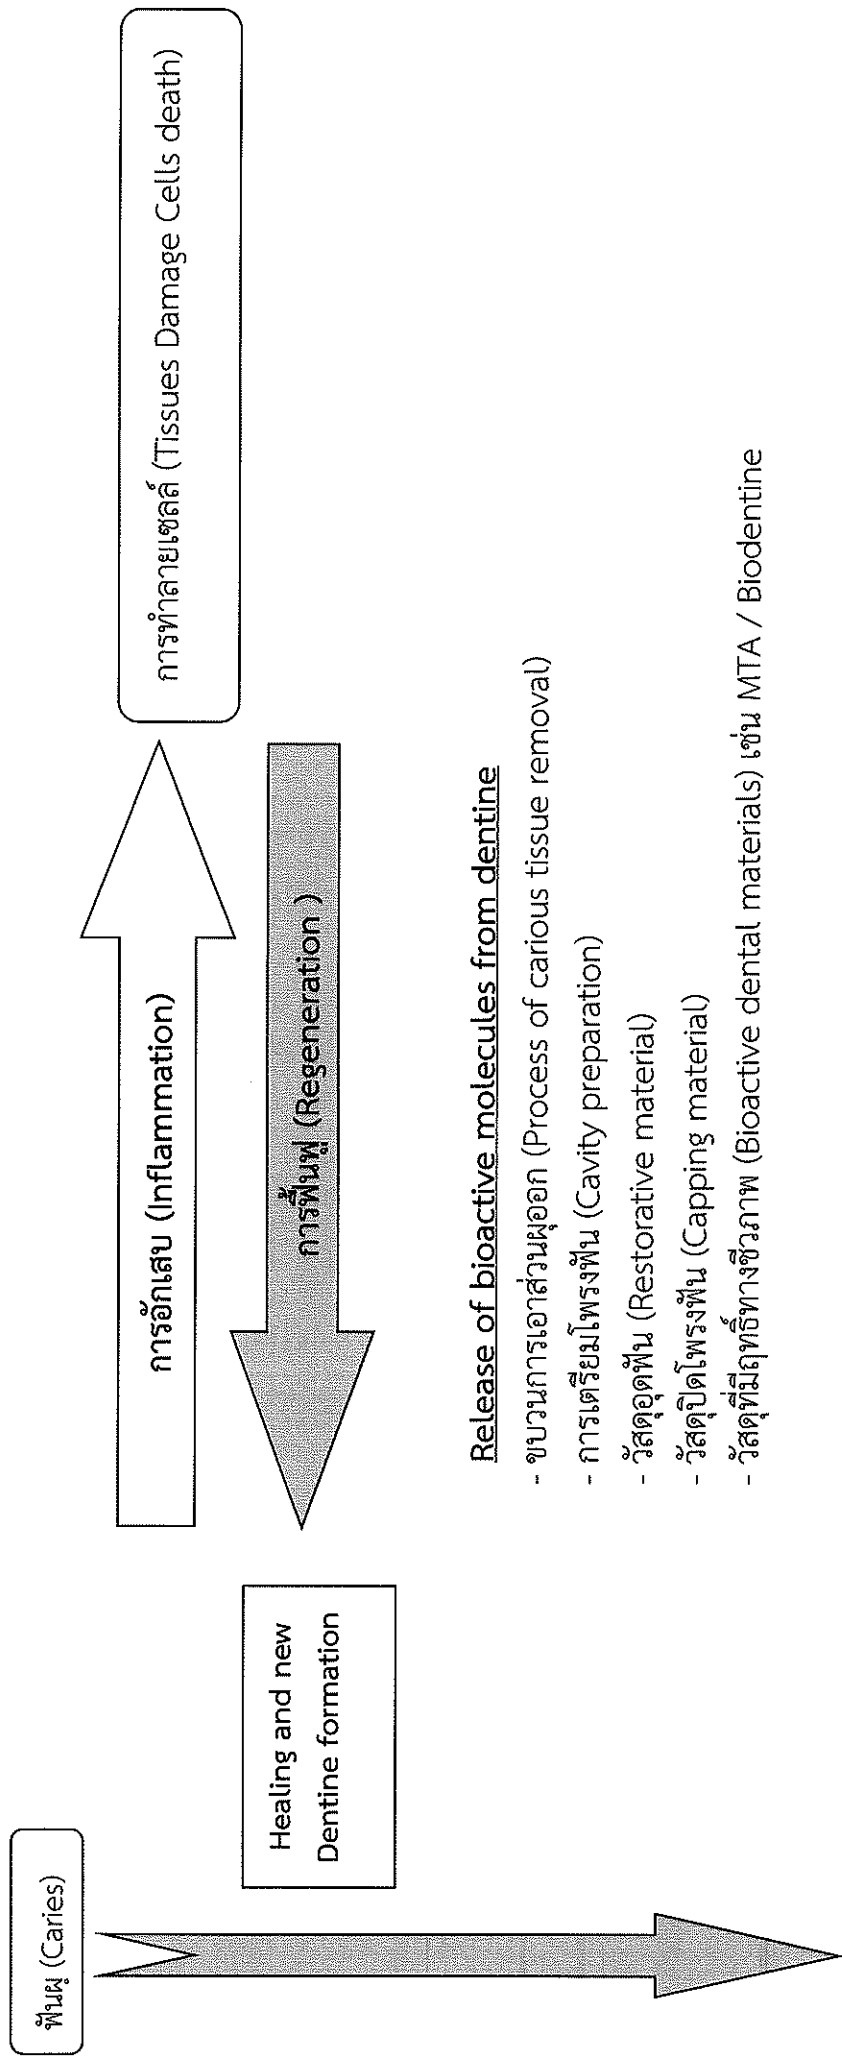 ฟันผุ (Caries)
การอักเสบ (Inflammation)
การทำลายเซลล์ (Tissues Damage Cells death)
Healing and new
Dentine formation
การฟื้นฟู (Regeneration )
Release of bioactive molecules from dentine
- ขบวนการเอาส่วนผุออก (Process of carious tissue removal)
- การเตรียมโพรงฟัน (Cavity preparation)
- วัสดุอุดฟัน (Restorative material)
- วัสดุปิดโพรงฟัน (Capping material)
- วัสดุที่มีฤทธิ์ทางชีวภาพ (Bioactive dental materials) เช่น MTA / Biodentine